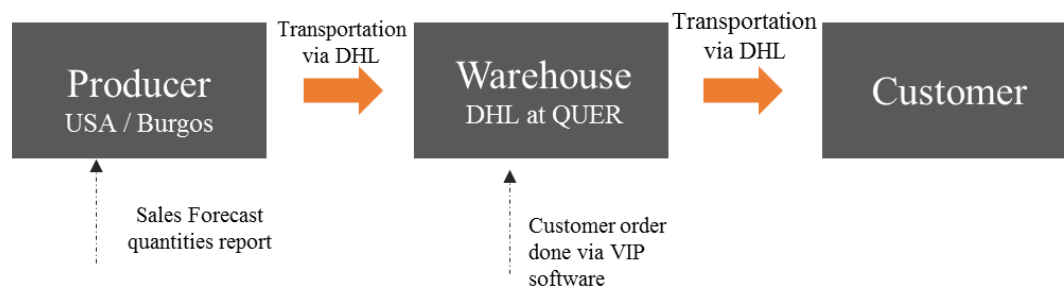 Transportation
via DHL
Transportation
via DHL
Producer
USA / Burgos
Warehouse
DHL at QUER
Customer
Sales Forecast
quantities report
Customer order
done via VIP
software